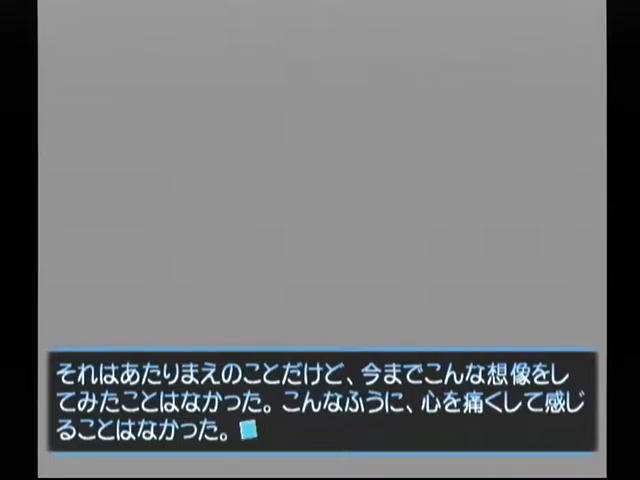 それはあたりまえのことだけど、今までこんな想像をし
てみたことはなかった。こんなふうに、心を痛くして感じ
ることはなかった。